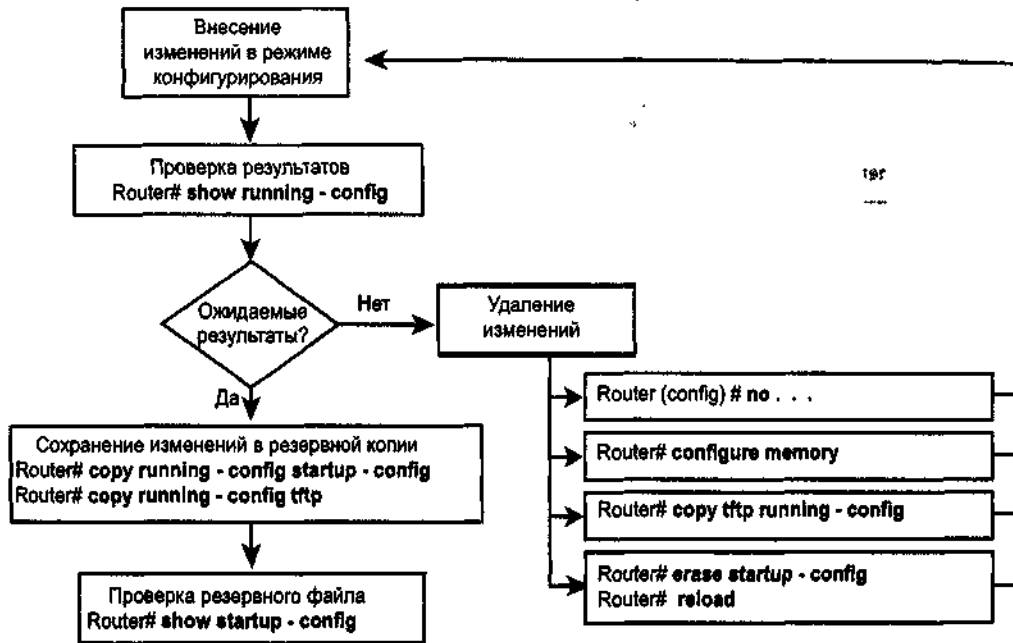 Внесение
изменений в режиме
конфигурирования
Проверка результатов
Router# show running - config
Ожидаемые
результаты?
Нет
Да
Удаление
изменений
Router (config) # no . . .
Router# configure memory
Router# copy tftp running - config
Router# erase startup - config
Router# reload
Сохранение изменений в резервной копии
Router# copy running - config startup - config
Router# copy running - config tftp
Проверка резервного файла
Router# show startup - config